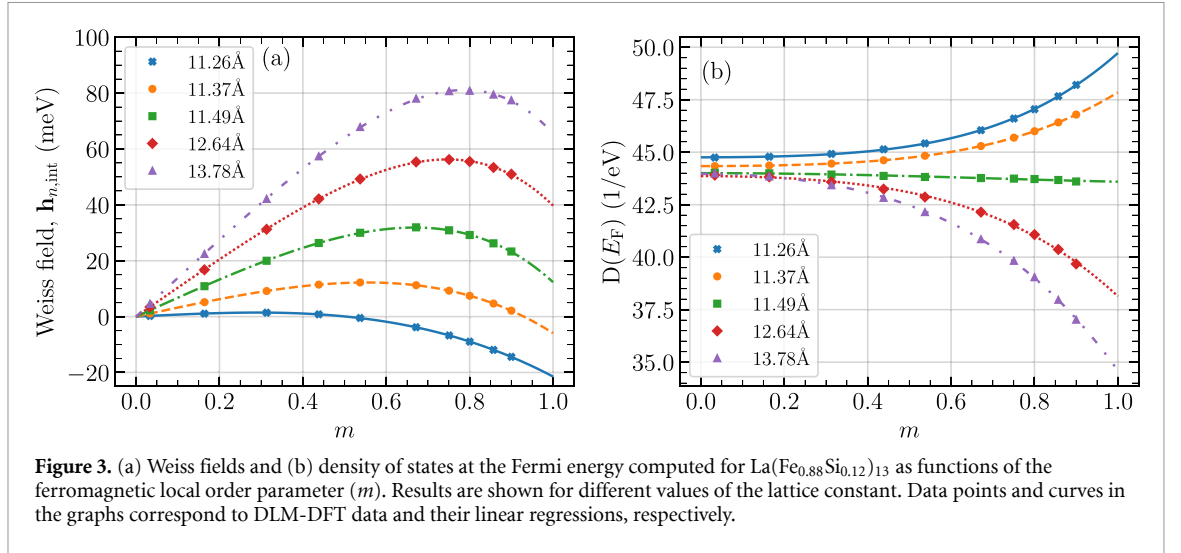 100
80
60
40
20
0
−20
Weiss field, h_{n,int} (meV)
(a)
11.26Å
11.37Å
11.49Å
12.64Å
13.78Å
0.0 0.2 0.4 0.6 0.8 1.0
m
50.0
47.5
45.0
42.5
40.0
37.5
35.0
D(E_F) (1/eV)
(b)
11.26Å
11.37Å
11.49Å
12.64Å
13.78Å
0.0 0.2 0.4 0.6 0.8 1.0
m
Figure 3. (a) Weiss fields and (b) density of states at the Fermi energy computed for La(Fe₀.₈₈Si₀.₁₂)₁₃ as functions of the
ferromagnetic local order parameter (m). Results are shown for different values of the lattice constant. Data points and curves in
the graphs correspond to DLM-DFT data and their linear regressions, respectively.